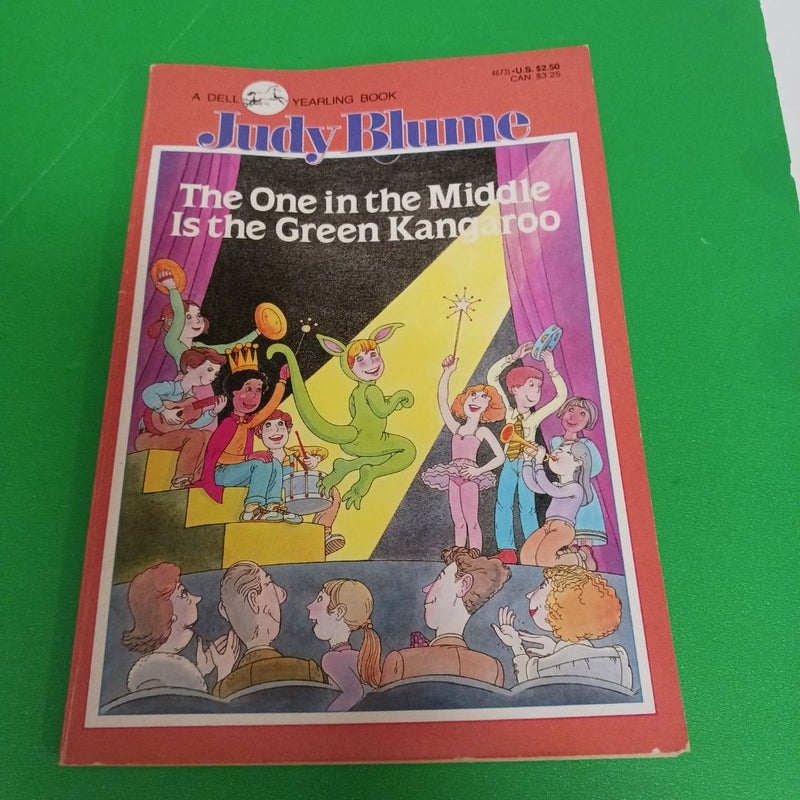 46731•U.S. $2.50
CAN $3.25
A DELL YEARLING BOOK
Judy Blume
The One in the Middle
Is the Green Kangaroo